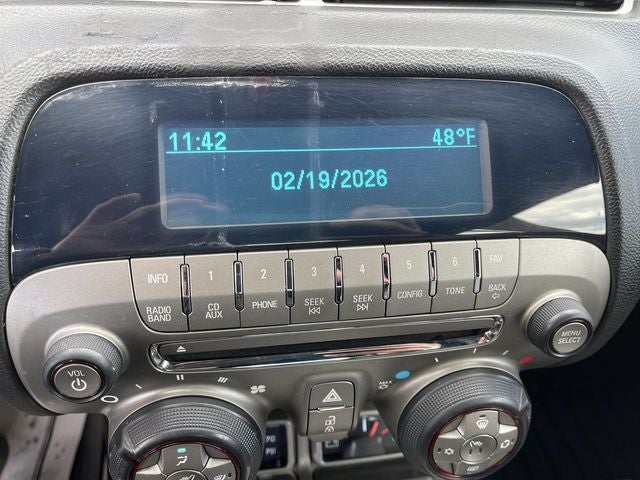 11:42 48°F
02/19/2026
INFO 1 2 3 4 5 6 FAV
RADIO BAND CD AUX PHONE SEEK SEEK CONFIG TONE BACK
VOL
MENU SELECT
MAX